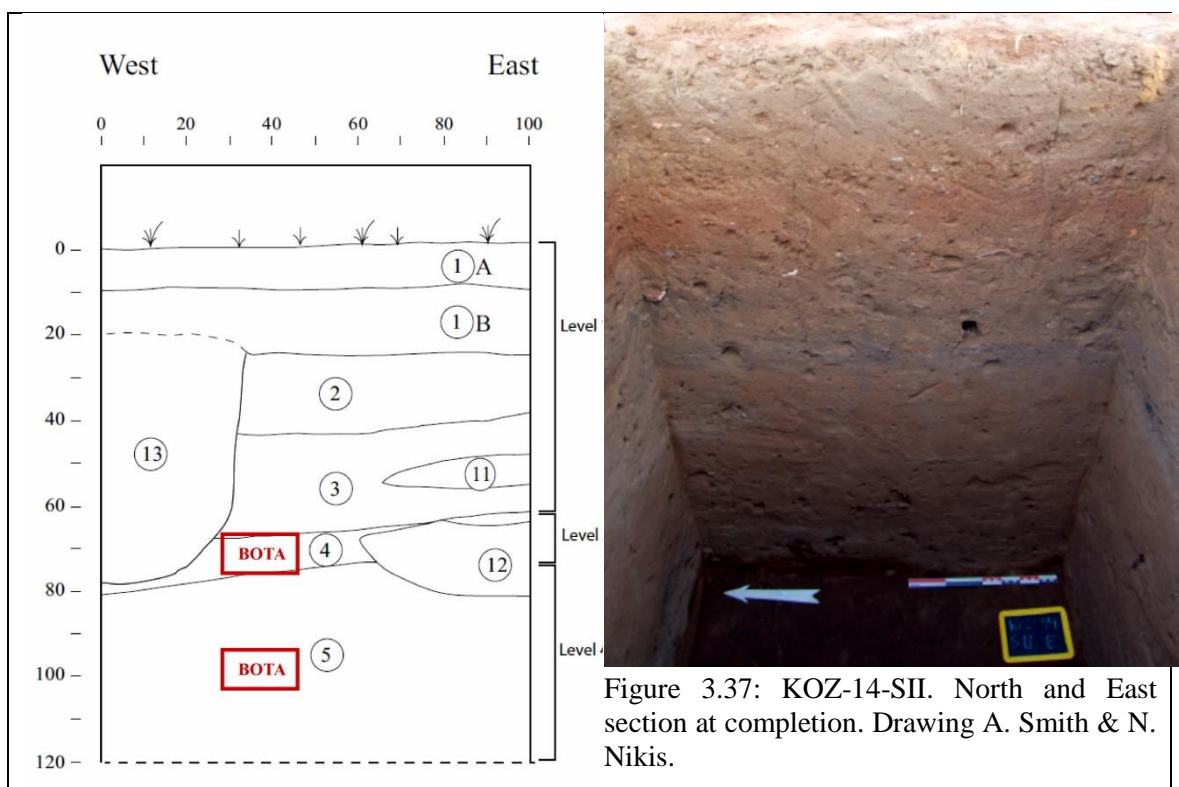 West East
0 20 40 60 80 100
0
1 A
1 B
Level
20
2
40
13
3
11
60
BOTA
4
Level
12
80
5
BOTA
Level 4
100
120
Figure 3.37: KOZ-14-SII. North and East
section at completion. Drawing A. Smith & N.
Nikis.